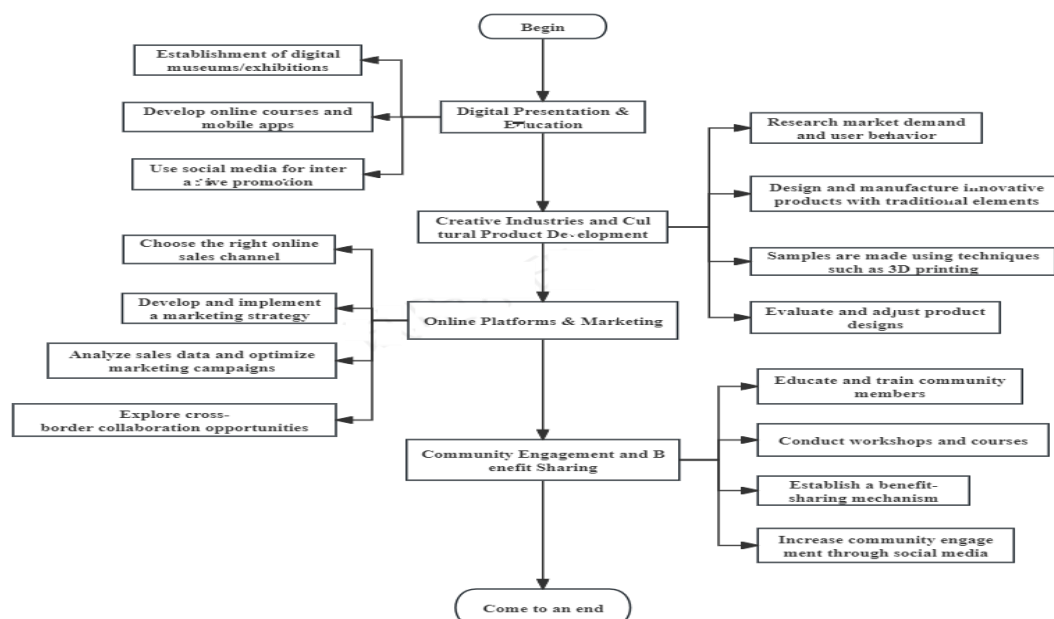 Begin
Establishment of digital
museums/exhibitions
Develop online courses and
mobile apps
Use social media for inter
promotion
Digital Presentation &
Education
Research market demand
and user behavior
Design and manufacture innovative
products with traditional elements
Samples are made using techniques
such as 3D printing
Evaluate and adjust product
designs
Creative Industries and Cul
tural Product Development
Choose the right online
sales channel
Develop and implement
a marketing strategy
Analyze sales data and optimize
marketing campaigns
Explore cross-
border collaboration opportunities
Online Platforms & Marketing
Educate and train community
members
Conduct workshops and courses
Establish a benefit-
sharing mechanism
Increase community engage
ment through social media
Community Engagement and B
enefit Sharing
Come to an end